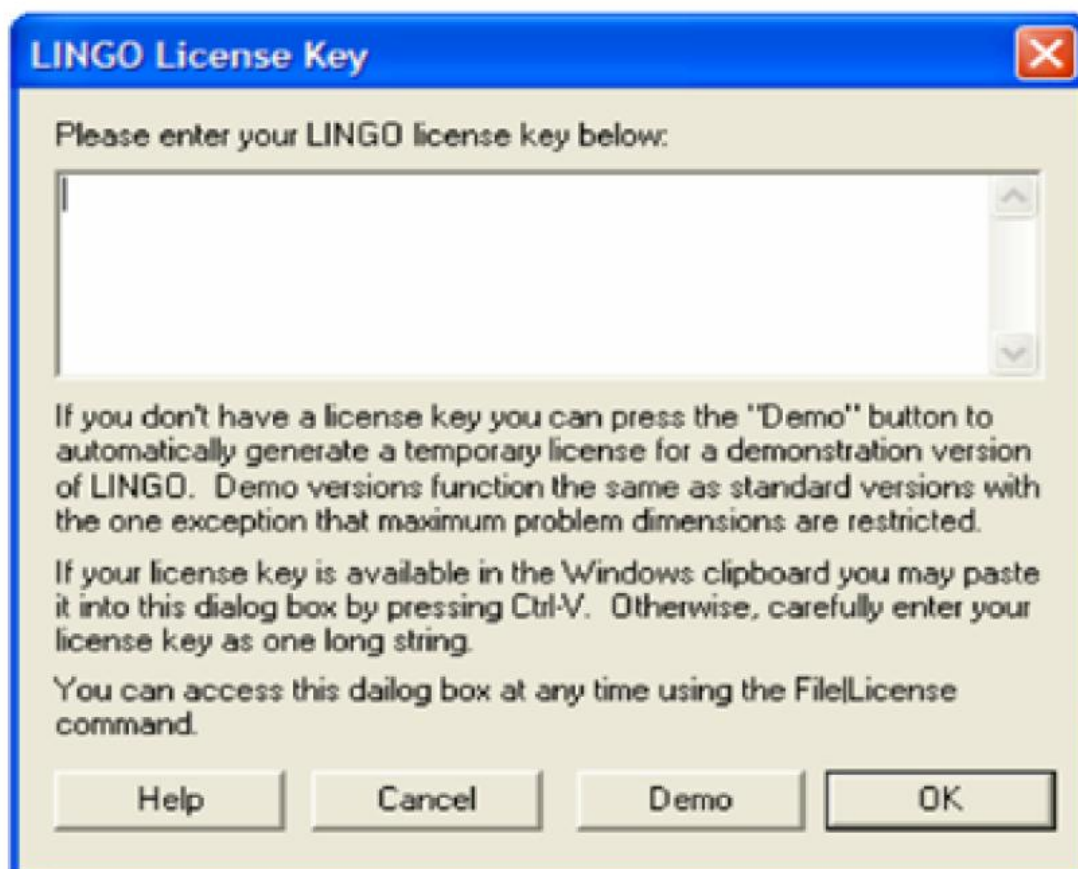 LINGO License Key
Please enter your LINGO license key below:
If you don't have a license key you can press the "Demo" button to
automatically generate a temporary license for a demonstration version
of LINGO. Demo versions function the same as standard versions with
the one exception that maximum problem dimensions are restricted.
If your license key is available in the Windows clipboard you may paste
it into this dialog box by pressing Ctrl-V. Otherwise, carefully enter your
license key as one long string.
You can access this dailog box at any time using the File|License
command.
Help Cancel Demo OK